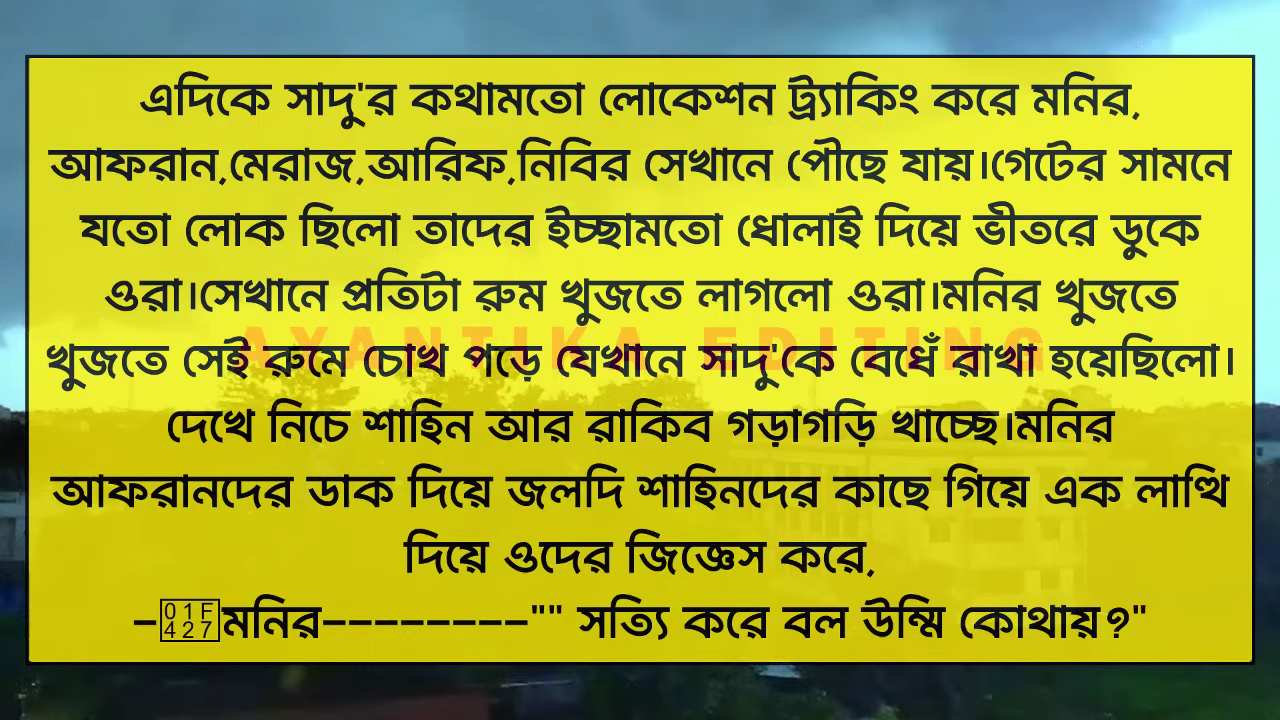 এদিকে সাদু'র কথামতো লোকেশন ট্র্যাকিং করে মনির,
আফরান,মেরাজ,আরিফ,নিবির সেখানে পৌছে যায়।গেটের সামনে
যতো লোক ছিলো তাদের ইচ্ছামতো ধোলাই দিয়ে ভীতরে ডুকে
ওরা।সেখানে প্রতিটা রুম খুজতে লাগলো ওরা।মনির খুজতে
AYANTIKA EDITING
খুজতে সেই রুমে চোখ পড়ে যেখানে সাদু'কে বেধেঁ রাখা হয়েছিলো।
দেখে নিচে শাহিন আর রাকিব গড়াগড়ি খাচ্ছে।মনির
আফরানদের ডাক দিয়ে জলদি শাহিনদের কাছে গিয়ে এক লাত্থি
দিয়ে ওদের জিজ্ঞেস করে,
–🐧মনির––––––––"" সত্যি করে বল উম্মি কোথায়?"